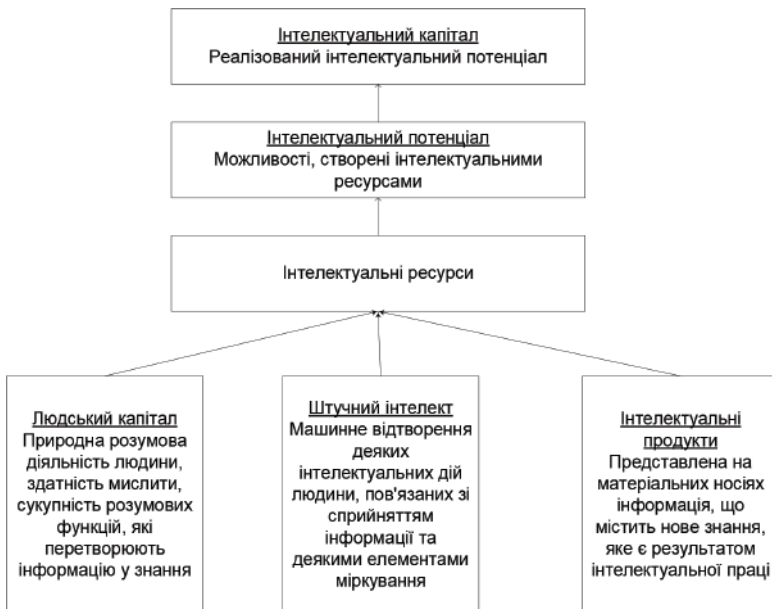 Інтелектуальний капітал
Реалізований інтелектуальний потенціал
Інтелектуальний потенціал
Можливості, створені інтелектуальними
ресурсами
Інтелектуальні ресурси
Людський капітал
Природна розумова
діяльність людини,
здатність мислити,
сукупність розумових
функцій, які
перетворюють
інформацію у знання
Штучний інтелект
Машинне відтворення
деяких
інтелектуальних дій
людини, пов'язаних зі
сприйняттям
інформації та
деякими елементами
міркування
Інтелектуальні
продукти
Представлена на
матеріальних носіях
інформація, що
містить нове знання,
яке є результатом
інтелектуальної праці